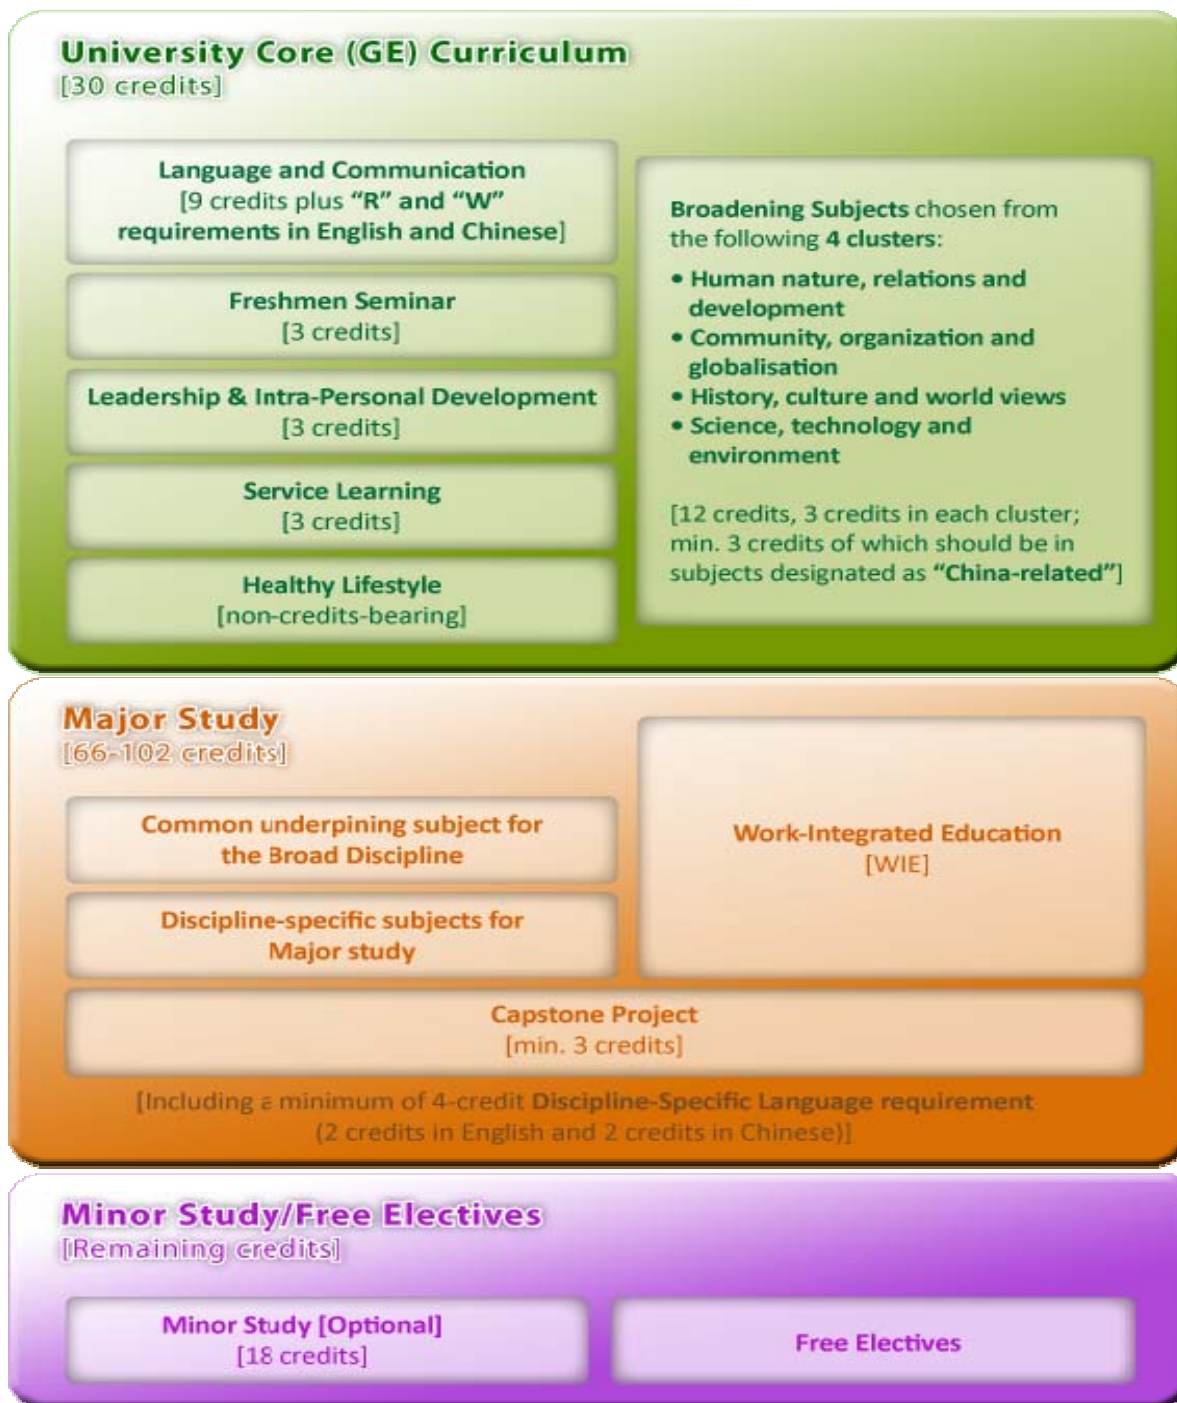 University Core (GE) Curriculum
[30 credits]
Language and Communication
[9 credits plus “R” and “W”
requirements in English and Chinese]
Freshmen Seminar
[3 credits]
Leadership & Intra-Personal Development
[3 credits]
Service Learning
[3 credits]
Healthy Lifestyle
[non-credits-bearing]
Broadening Subjects chosen from
the following 4 clusters:
• Human nature, relations and
development
• Community, organization and
globalisation
• History, culture and world views
• Science, technology and
environment
[12 credits, 3 credits in each cluster;
min. 3 credits of which should be in
subjects designated as “China-related”]
Major Study
[66-102 credits]
Common underpining subject for
the Broad Discipline
Discipline-specific subjects for
Major study
Work-Integrated Education
[WIE]
Capstone Project
[min. 3 credits]
[Including a minimum of 4-credit Discipline-Specific Language requirement
(2 credits in English and 2 credits in Chinese)]
Minor Study/Free Electives
[Remaining credits]
Minor Study [Optional]
[18 credits]
Free Electives